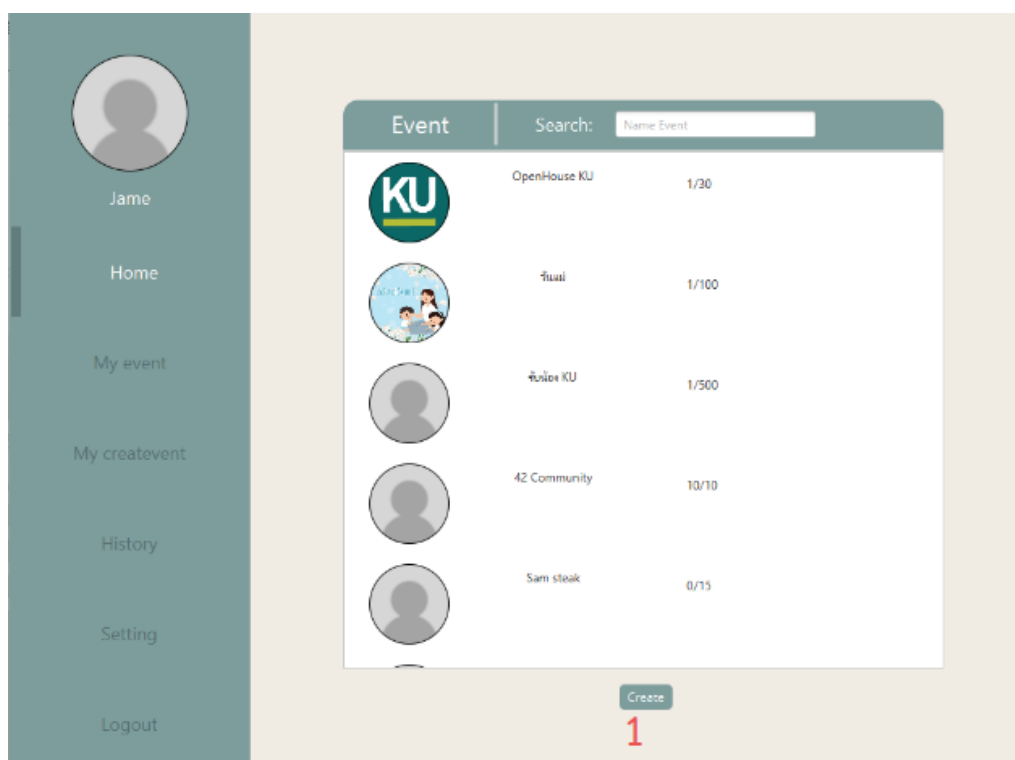 Jame
Home
My event
My createvent
History
Setting
Logout
Event
Search:
Name Event
KU
OpenHouse KU
1/30
วันแม่
1/100
รับน้อง KU
1/500
42 Community
10/10
Sam steak
0/15
Create
1